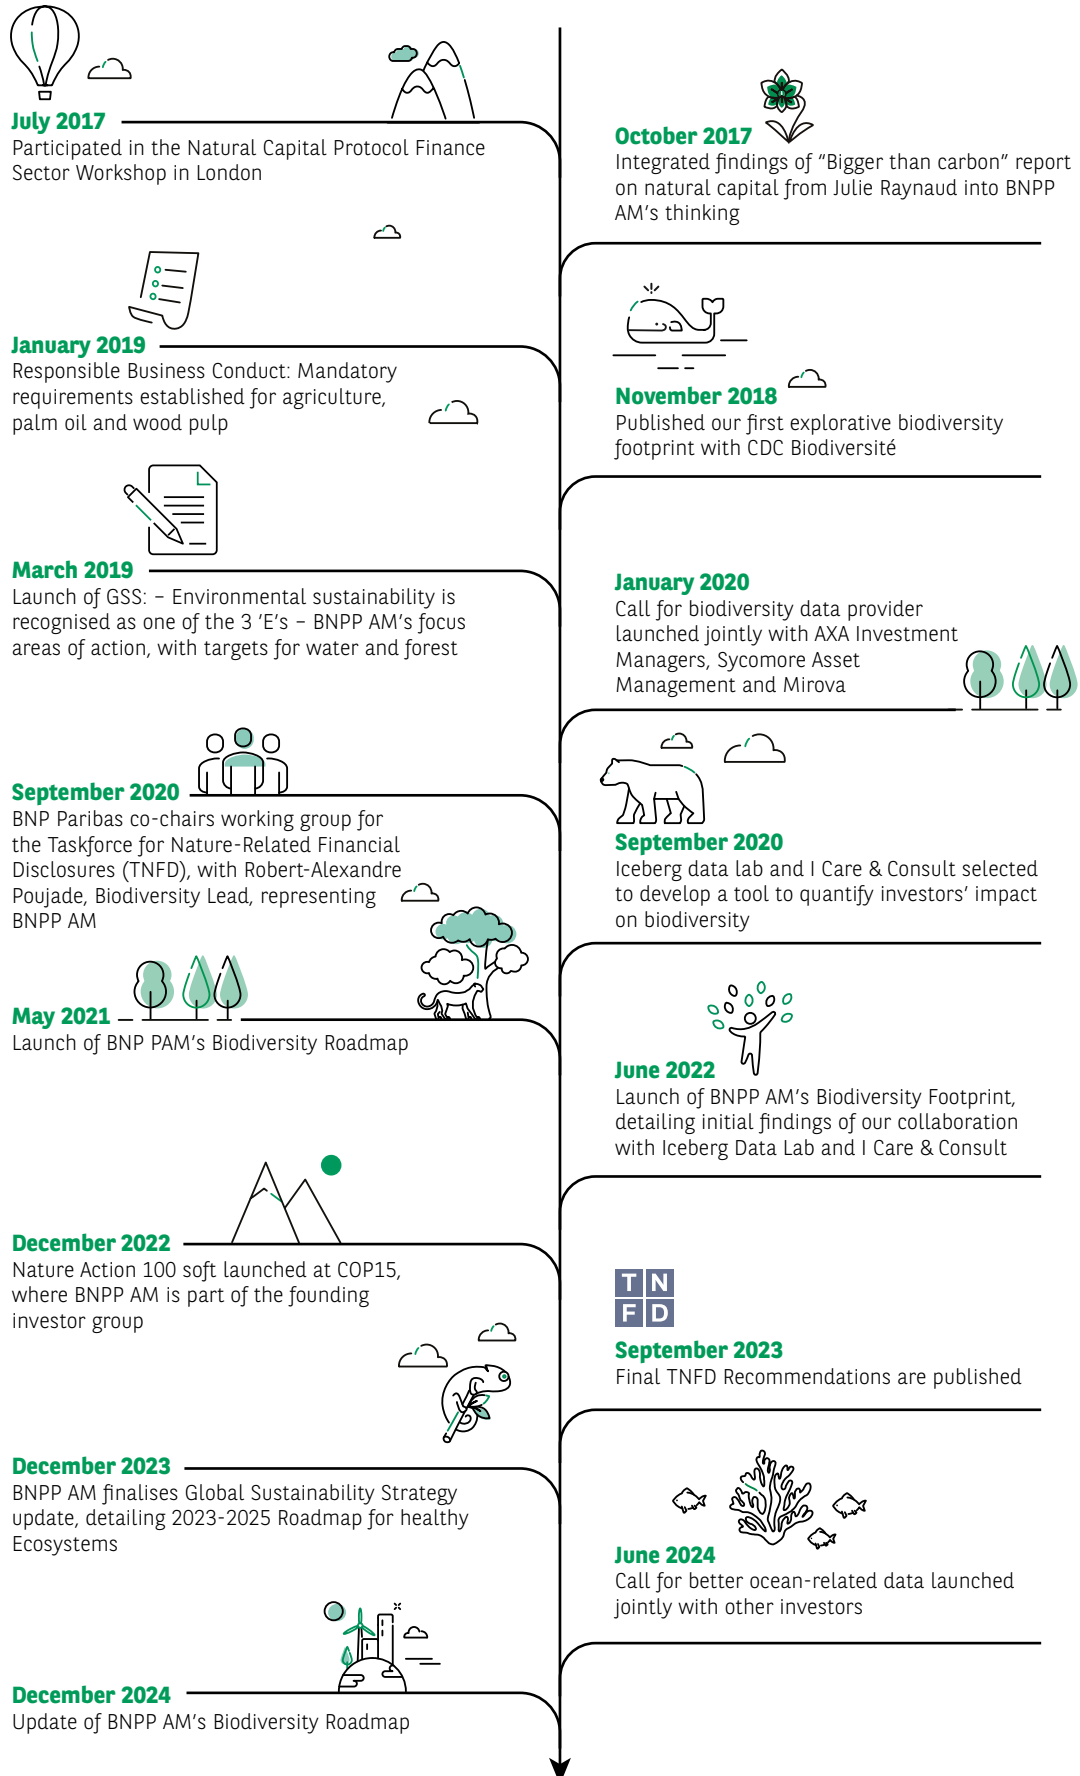 July 2017
Participated in the Natural Capital Protocol Finance
Sector Workshop in London
October 2017
Integrated findings of “Bigger than carbon” report
on natural capital from Julie Raynaud into BNPP
AM’s thinking
January 2019
Responsible Business Conduct: Mandatory
requirements established for agriculture,
palm oil and wood pulp
November 2018
Published our first explorative biodiversity
footprint with CDC Biodiversité
March 2019
Launch of GSS: – Environmental sustainability is
recognised as one of the 3 ’E’s – BNPP AM’s focus
areas of action, with targets for water and forest
January 2020
Call for biodiversity data provider
launched jointly with AXA Investment
Managers, Sycomore Asset
Management and Mirova
September 2020
BNP Paribas co-chairs working group for
the Taskforce for Nature-Related Financial
Disclosures (TNFD), with Robert-Alexandre
Poujade, Biodiversity Lead, representing
BNPP AM
September 2020
Iceberg data lab and I Care & Consult selected
to develop a tool to quantify investors’ impact
on biodiversity
May 2021
Launch of BNP PAM’s Biodiversity Roadmap
June 2022
Launch of BNPP AM’s Biodiversity Footprint,
detailing initial findings of our collaboration
with Iceberg Data Lab and I Care & Consult
December 2022
Nature Action 100 soft launched at COP15,
where BNPP AM is part of the founding
investor group
TN
FD
September 2023
Final TNFD Recommendations are published
December 2023
BNPP AM finalises Global Sustainability Strategy
update, detailing 2023-2025 Roadmap for healthy
Ecosystems
June 2024
Call for better ocean-related data launched
jointly with other investors
December 2024
Update of BNPP AM’s Biodiversity Roadmap